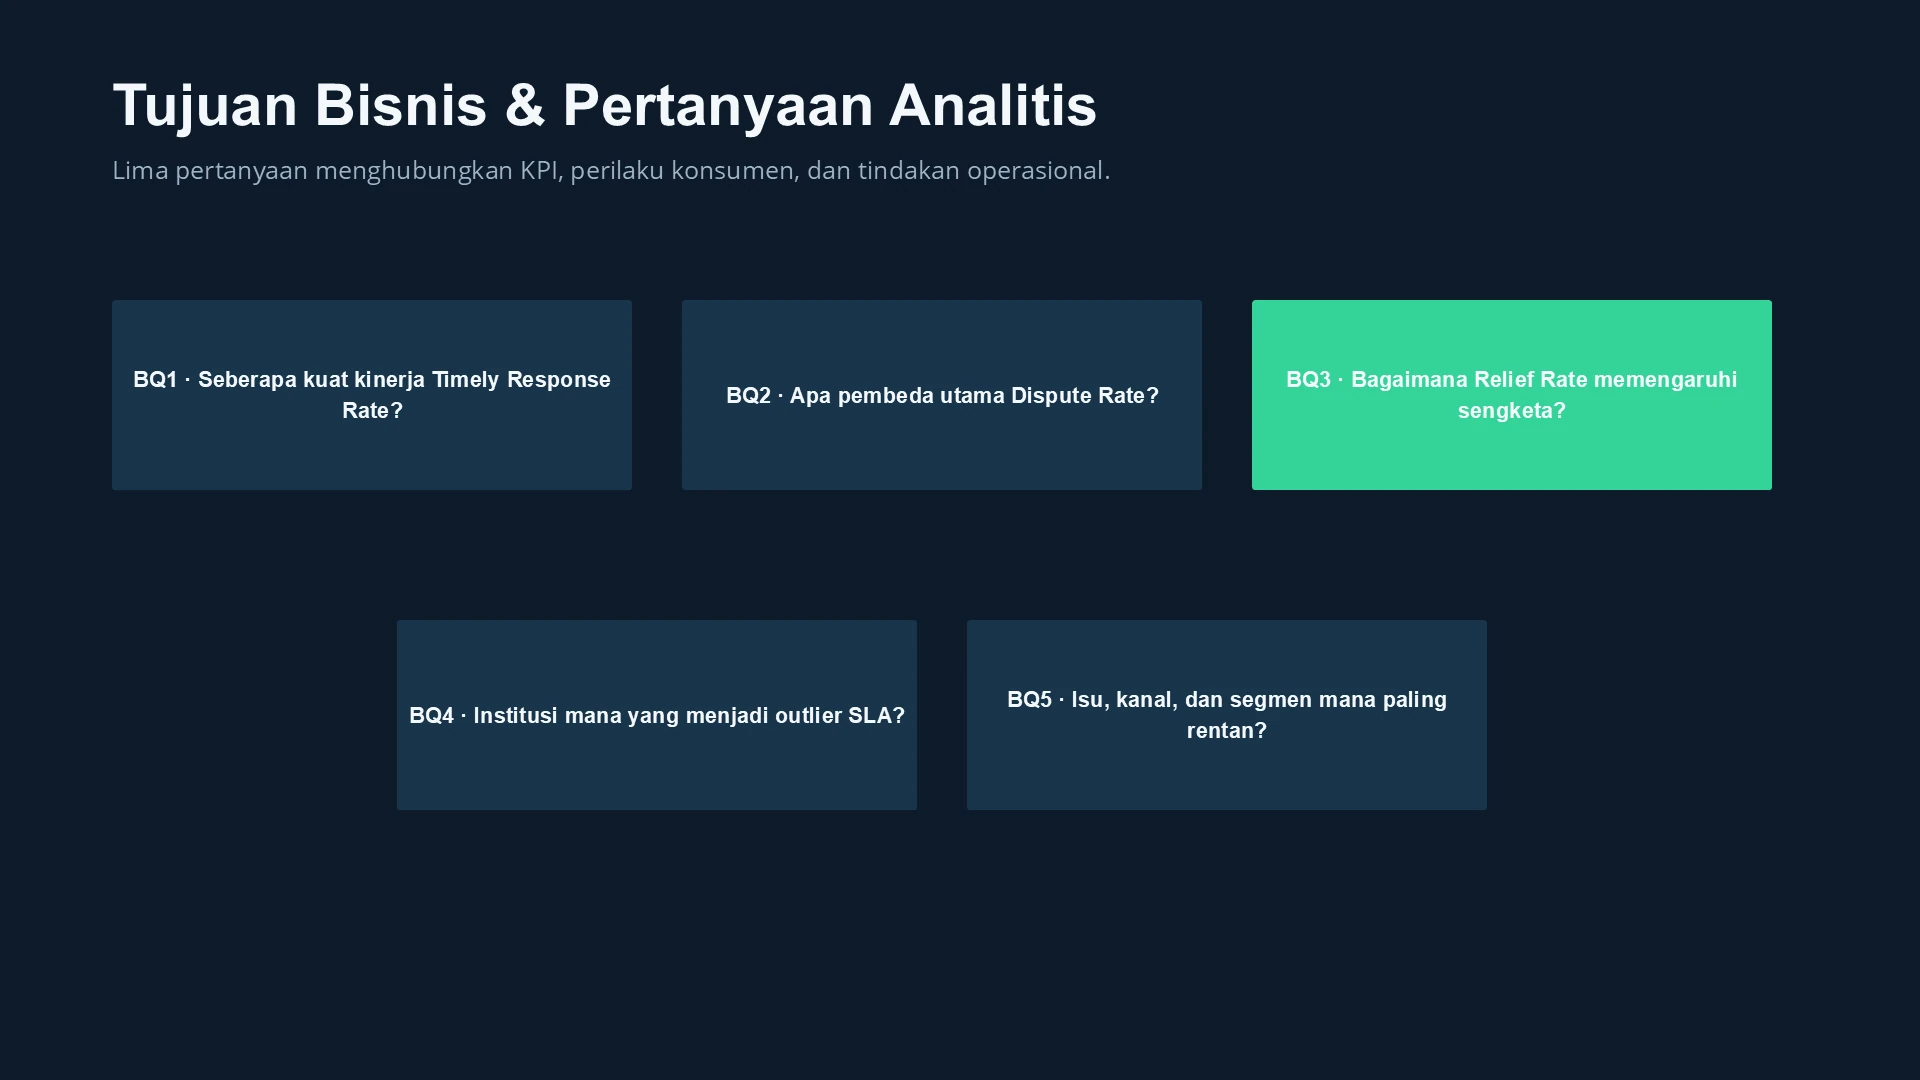 Tujuan Bisnis & Pertanyaan Analitis
Lima pertanyaan menghubungkan KPI, perilaku konsumen, dan tindakan operasional.
BQ1 · Seberapa kuat kinerja Timely Response
Rate?
BQ2 · Apa pembeda utama Dispute Rate?
BQ3 · Bagaimana Relief Rate memengaruhi
sengketa?
BQ4 · Institusi mana yang menjadi outlier SLA?
BQ5 · Isu, kanal, dan segmen mana paling
rentan?